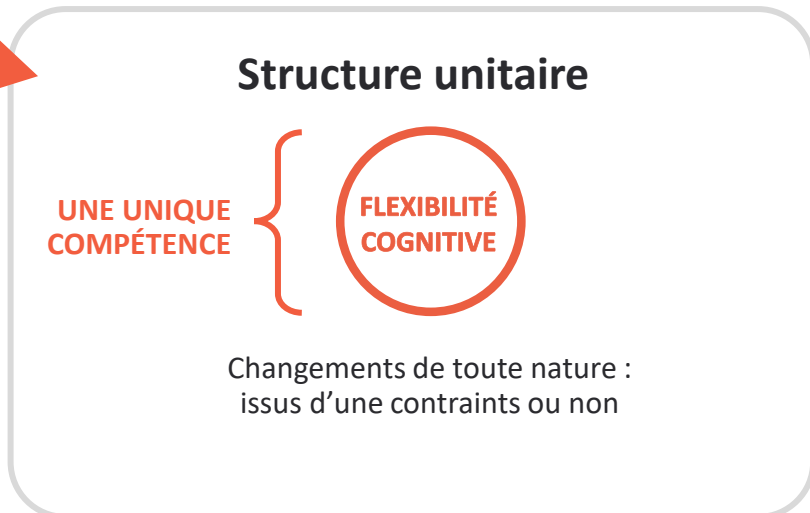 Structure unitaire
UNE UNIQUE
COMPÉTENCE
FLEXIBILITÉ
COGNITIVE
Changements de toute nature :
issus d’une contraints ou non